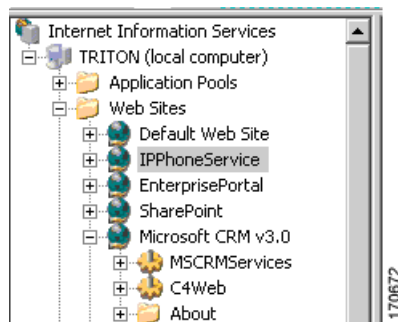 Internet Information Services
TRITON (local computer)
Application Pools
Web Sites
Default Web Site
IPPhoneService
EnterprisePortal
SharePoint
Microsoft CRM v3.0
MSCRMServices
C4Web
About
170672